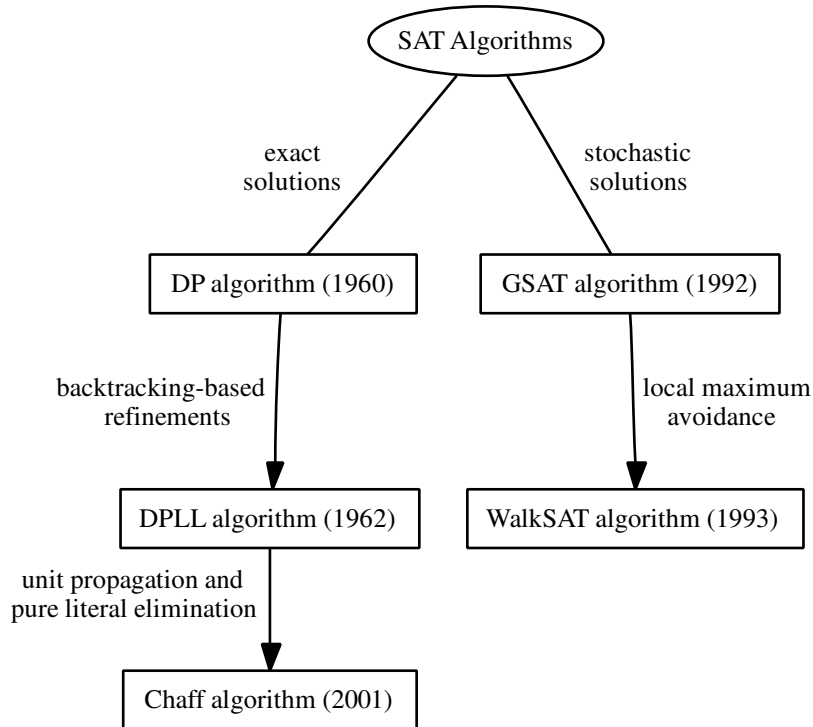 SAT Algorithms
exact
solutions
stochastic
solutions
DP algorithm (1960)
GSAT algorithm (1992)
backtracking-based
refinements
local maximum
avoidance
DPLL algorithm (1962)
WalkSAT algorithm (1993)
unit propagation and
pure literal elimination
Chaff algorithm (2001)